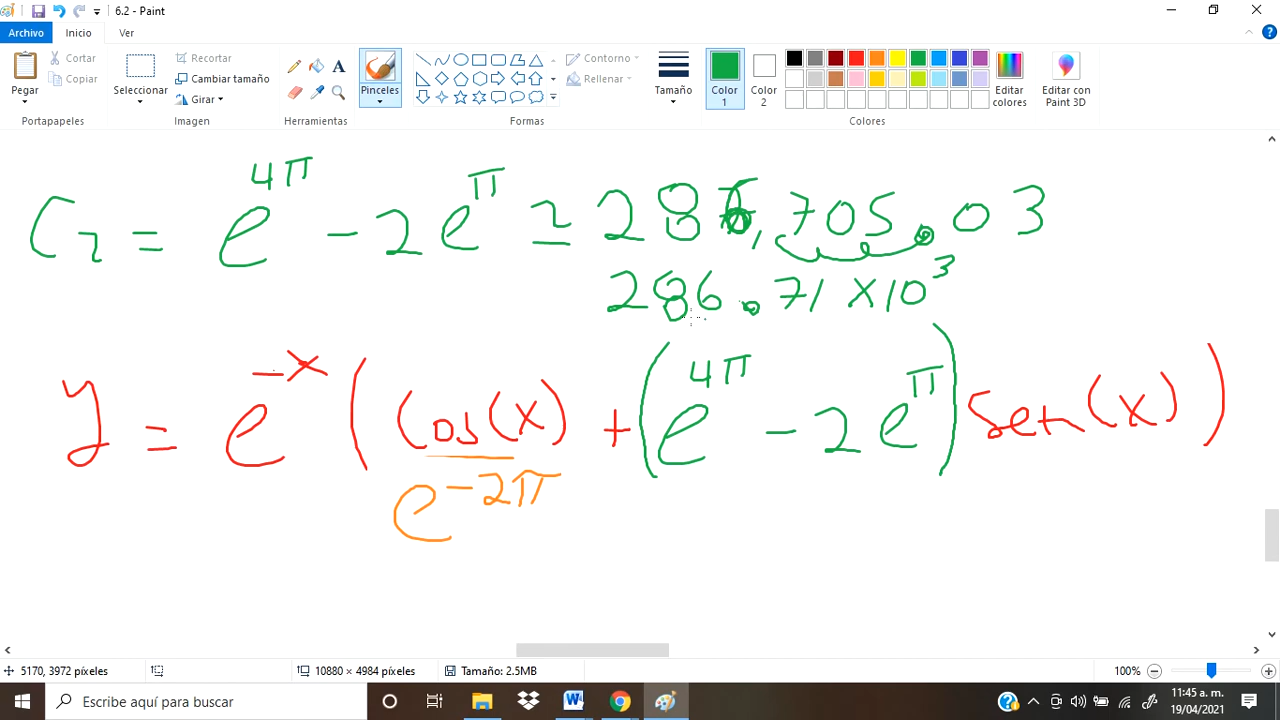 6.2 - Paint
Archivo Inicio Ver
Pegar Cortar Copiar Seleccionar Recortar Cambiar tamaño Girar A Pinceles Contorno Rellenar Tamaño Color 1 Color 2 Editar colores Editar con Paint 3D
Portapapeles Imagen Herramientas Formas Colores
C₂ = e^{4π} - 2e^{π} ≃ 286,705.03
286.71 x10³
y = e^{-x} (cos(x)/e^{-2π} + (e^{4π} - 2e^{π}) sen(x))
5170, 3972 píxeles 10880 × 4984 píxeles Tamaño: 2.5MB 100%
Escribe aquí para buscar
11:45 a. m.
19/04/2021